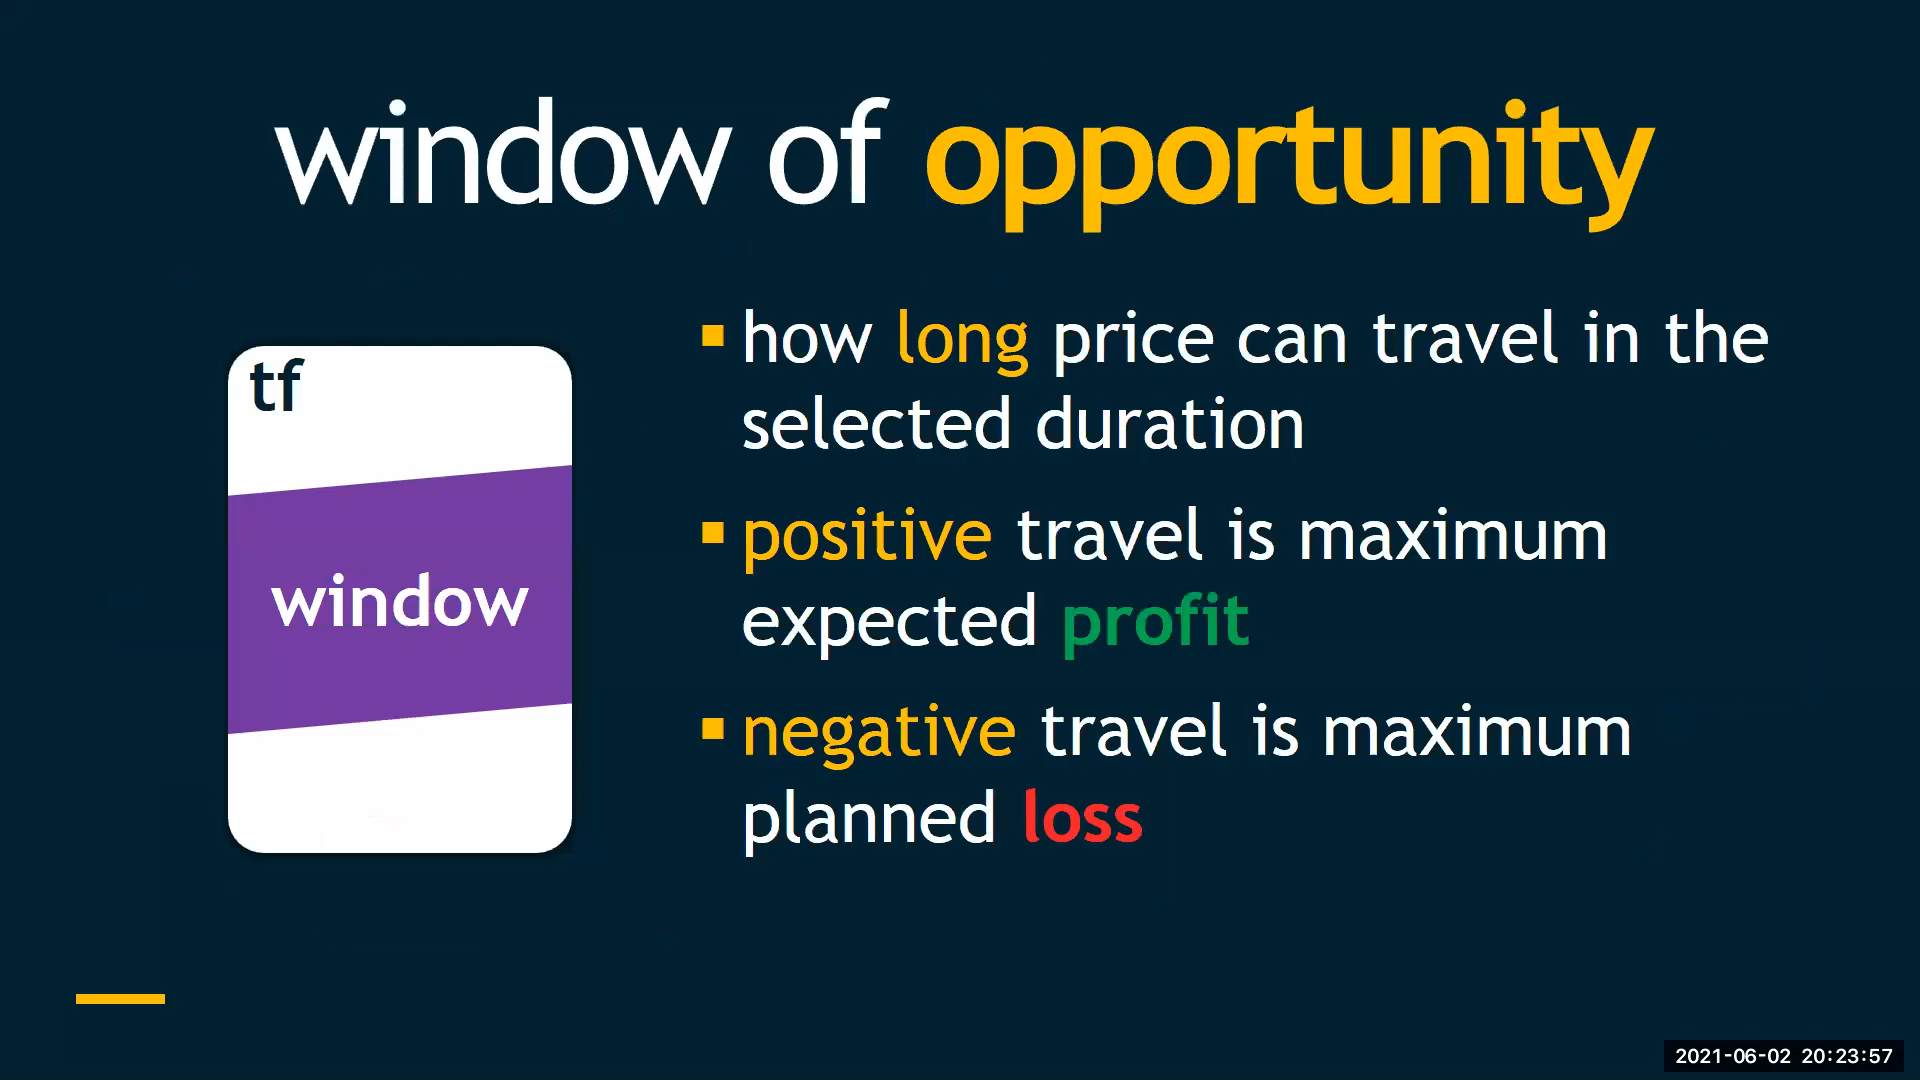 window of opportunity
tf
window
how long price can travel in the
selected duration
positive travel is maximum
expected profit
negative travel is maximum
planned loss
2021-06-02 20:23:57